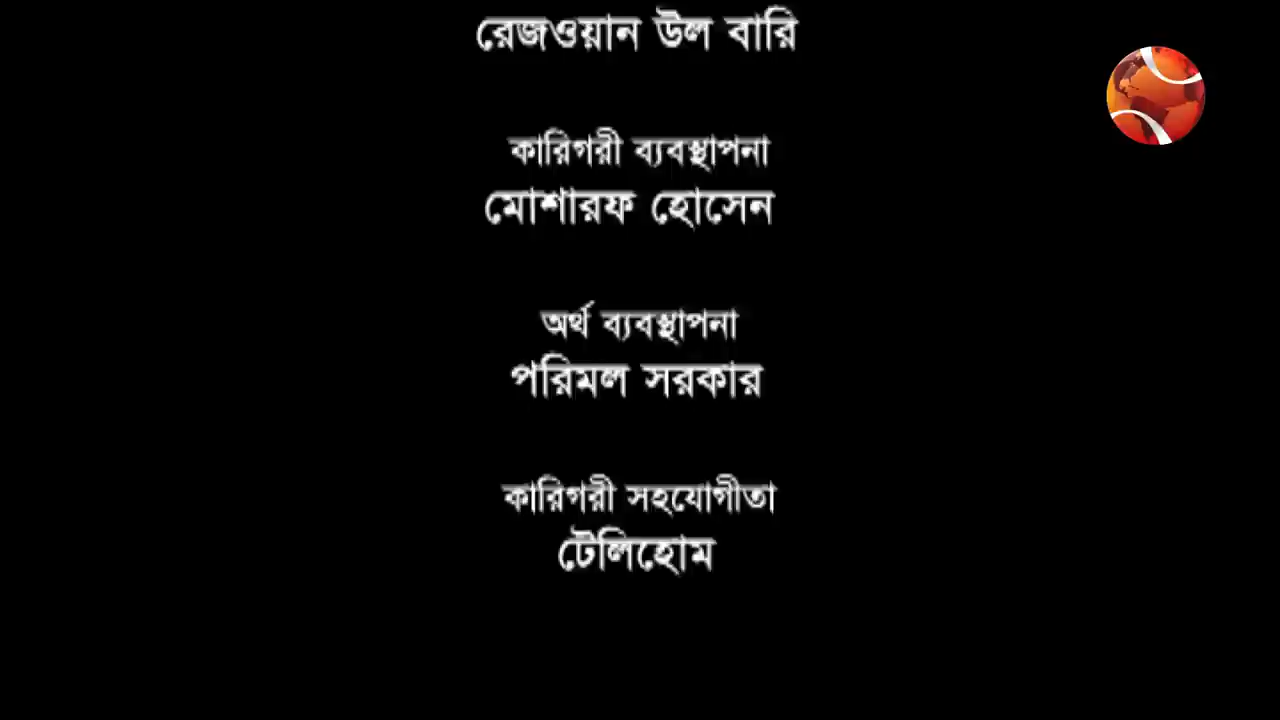 রেজওয়ান উল বারি
কারিগরী ব্যবস্থাপনা
মোশারফ হোসেন
অর্থ ব্যবস্থাপনা
পরিমল সরকার
কারিগরী সহযোগীতা
টেলিহোম